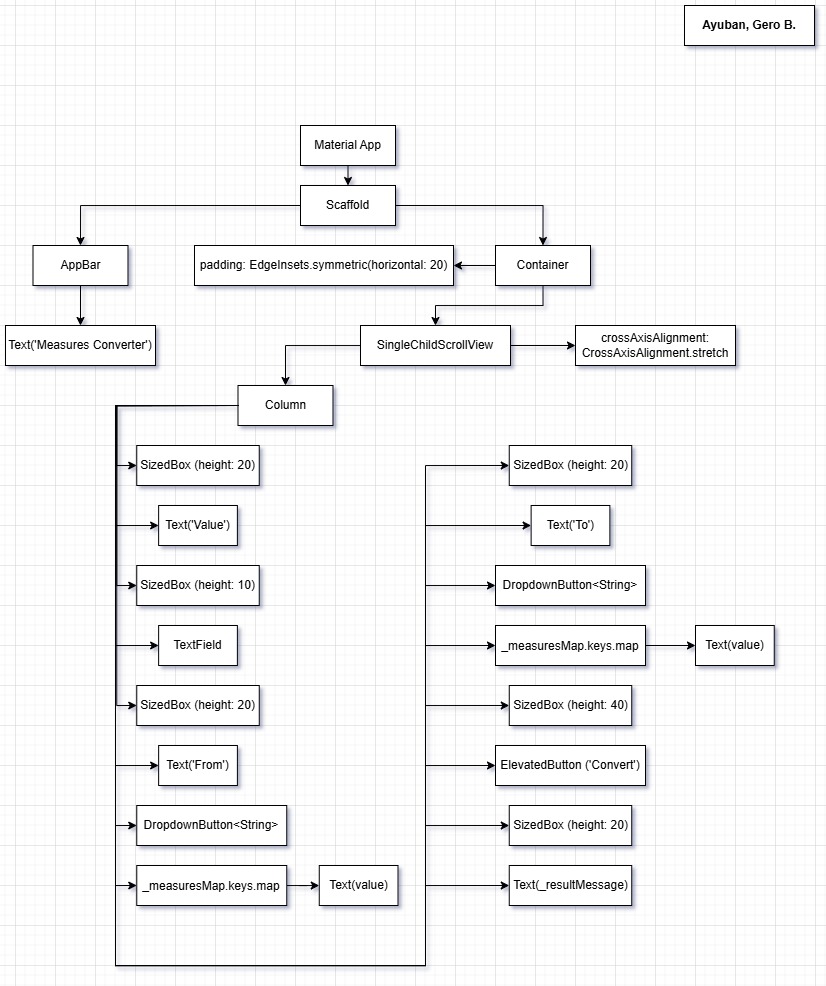 Ayuban, Gero B.
Material App
Scaffold
AppBar
padding: EdgeInsets.symmetric(horizontal: 20)
Container
Text('Measures Converter')
SingleChildScrollView
crossAxisAlignment:
CrossAxisAlignment.stretch
Column
SizedBox (height: 20)
Text('Value')
SizedBox (height: 10)
TextField
SizedBox (height: 20)
Text('From')
DropdownButton<String>
_measuresMap.keys.map
Text(value)
SizedBox (height: 20)
Text('To')
DropdownButton<String>
_measuresMap.keys.map
Text(value)
SizedBox (height: 40)
ElevatedButton ('Convert')
SizedBox (height: 20)
Text(_resultMessage)